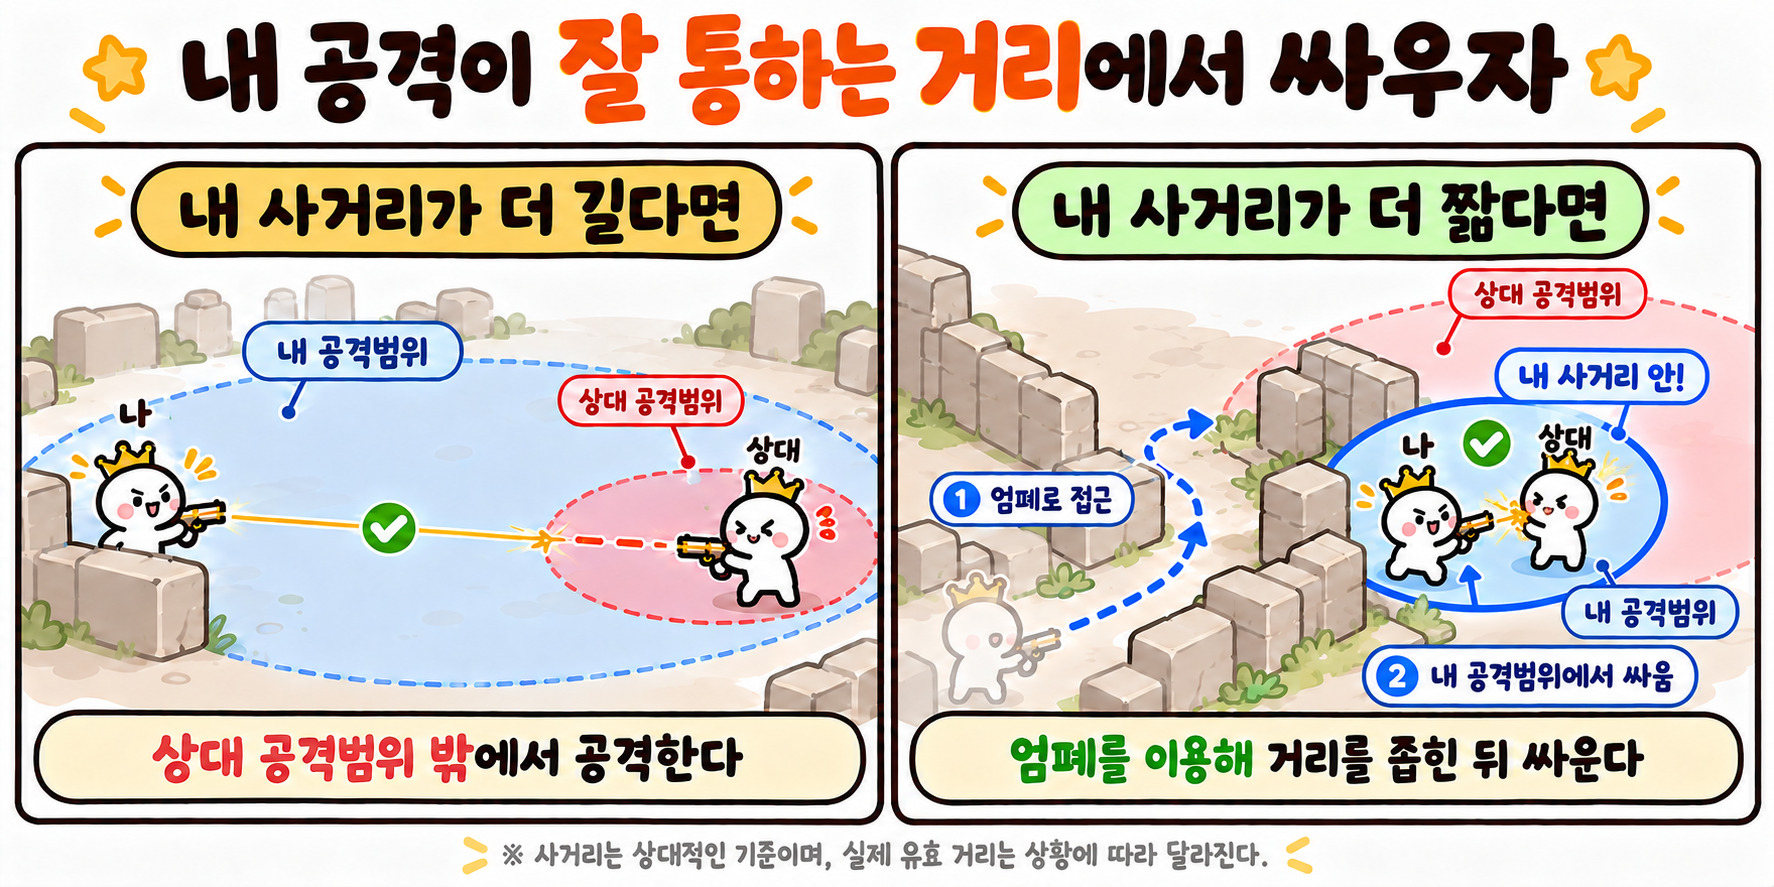 내 공격이 잘 통하는 거리에서 싸우자
내 사거리가 더 길다면
내 공격범위
상대 공격범위
나
상대
상대 공격범위 밖에서 공격한다
내 사거리가 더 짧다면
상대 공격범위
내 사거리 안!
나
상대
1 엄폐로 접근
내 공격범위
2 내 공격범위에서 싸움
엄폐를 이용해 거리를 좁힌 뒤 싸운다
※ 사거리는 상대적인 기준이며, 실제 유효 거리는 상황에 따라 달라진다.